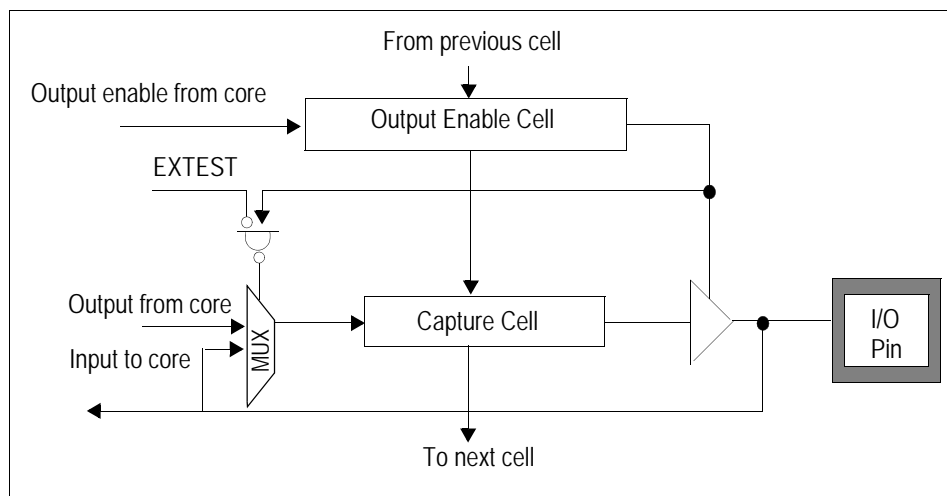 From previous cell
Output enable from core
Output Enable Cell
EXTEST
Output from core
Input to core
MUX
Capture Cell
I/O
Pin
To next cell